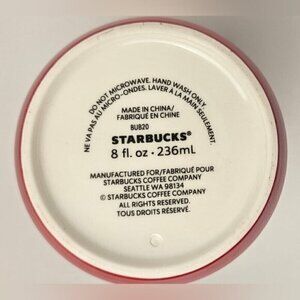 DO NOT MICROWAVE. HAND WASH ONLY.
NE VA PAS AU MICRO-ONDES. LAVER À LA MAIN SEULEMENT.
MADE IN CHINA/
FABRIQUÉ EN CHINE
BUB20
STARBUCKS®
8 fl. oz · 236mL
MANUFACTURED FOR/FABRIQUÉ POUR
STARBUCKS COFFEE COMPANY
SEATTLE WA 98134
© STARBUCKS COFFEE COMPANY
ALL RIGHTS RESERVED.
TOUS DROITS RÉSERVÉ.